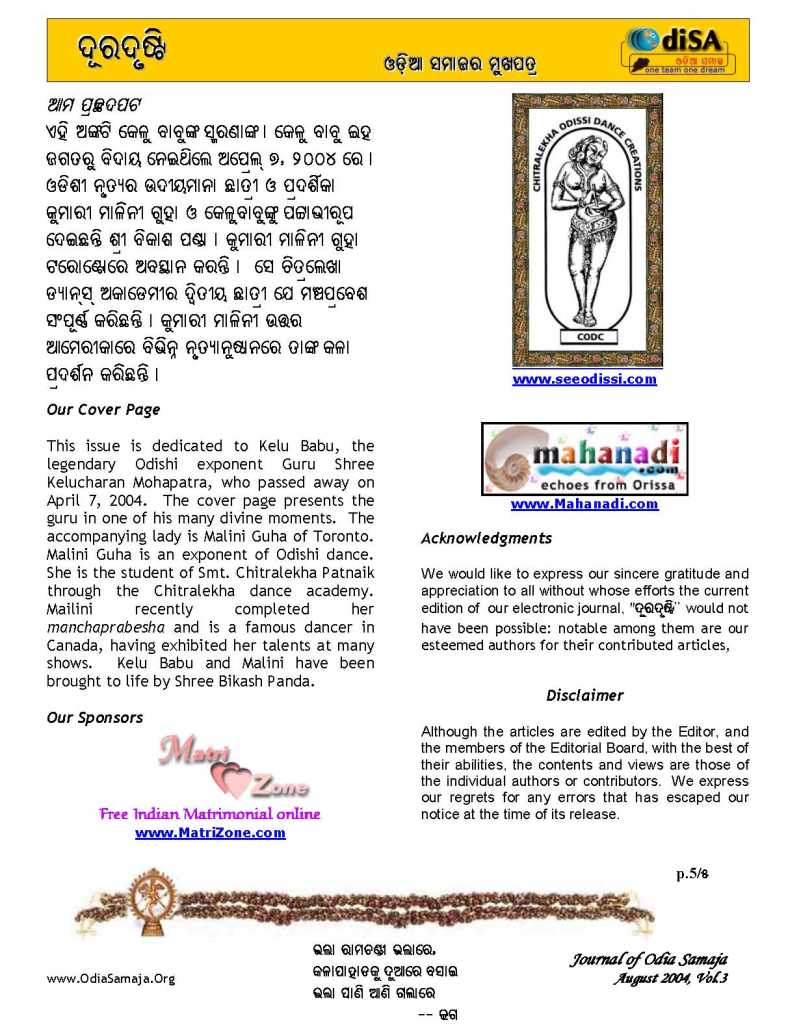 ଦୂରଦୃଷ୍ଟି
ଓଡ଼ିଆ ସମାଜର ମୁଖପତ୍ର
OdiSA
ଓଡ଼ିଆ ସମାଜ
one team one dream
ଆମ ପ୍ରଚ୍ଛଦପଟ
ଏହି ଅଙ୍କଟି କେଳୁ ବାବୁଙ୍କ ସ୍ମରଣାଙ୍କ। କେଳୁ ବାବୁ ଇହ
ଜଗତରୁ ବିଦାୟ ନେଇଥିଲେ ଅପ୍ରେଲ୍ ୭, ୨୦୦୪ ରେ।
ଓଡିଶୀ ନୃତ୍ୟର ଉଦୀୟମାନା ଛାତ୍ରୀ ଓ ପ୍ରଦର୍ଶିକା
କୁମାରୀ ମାଳିନୀ ଗୁହା ଓ କେଳୁବାବୁଙ୍କୁ ପଟ୍ଟାଭୀରୂପ
ଦେଇଛନ୍ତି ଶ୍ରୀ ବିକାଶ ପଣ୍ଡା। କୁମାରୀ ମାଳିନୀ ଗୁହା
ଟରୋଣ୍ଟୋରେ ଅବସ୍ଥାନ କରନ୍ତି। ସେ ଚିତ୍ରଲେଖା
ଡ୍ୟାନ୍ସ୍ ଅକାଡେମୀର ଦ୍ଵିତୀୟ ଛାତ୍ରୀ ଯେ ମଞ୍ଚପ୍ରବେଶ
ସଂପୂର୍ଣ୍ଣ କରିଛନ୍ତି। କୁମାରୀ ମାଳିନୀ ଉତ୍ତର
ଆମେରୀକାରେ ବିଭିନ୍ନ ନୃତ୍ୟାନୁଷ୍ଠାନରେ ତାଙ୍କ କଳା
ପ୍ରଦର୍ଶନ କରିଛନ୍ତି।
Our Cover Page
This issue is dedicated to Kelu Babu, the
legendary Odishi exponent Guru Shree
Kelucharan Mohapatra, who passed away on
April 7, 2004. The cover page presents the
guru in one of his many divine moments. The
accompanying lady is Malini Guha of Toronto.
Malini Guha is an exponent of Odishi dance.
She is the student of Smt. Chitralekha Patnaik
through the Chitralekha dance academy.
Mailini recently completed her
manchaprabesha and is a famous dancer in
Canada, having exhibited her talents at many
shows. Kelu Babu and Malini have been
brought to life by Shree Bikash Panda.
Our Sponsors
Matri
Zone
Free Indian Matrimonial online
www.MatriZone.com
CHITRALEKHA ODISSI DANCE CREATIONS
CODC
www.seeodissi.com
mahanadi
.com
echoes from Orissa
www.Mahanadi.com
Acknowledgments
We would like to express our sincere gratitude and
appreciation to all without whose efforts the current
edition of our electronic journal, "ଦୂରଦୃଷ୍ଟି" would not
have been possible: notable among them are our
esteemed authors for their contributed articles,
Disclaimer
Although the articles are edited by the Editor, and
the members of the Editorial Board, with the best of
their abilities, the contents and views are those of
the individual authors or contributors. We express
our regrets for any errors that has escaped our
notice at the time of its release.
p.5/
ଭଲା ରାମଚଣ୍ଡୀ ଭଲାରେ,
କଳାପାହାଡକୁ ଦୁଆରେ ବସାଇ
ଭଲା ପାଣି ଆଣି ଗଲାରେ
--
www.OdiaSamaja.Org
Journal of Odia Samaja
August 2004, Vol.3